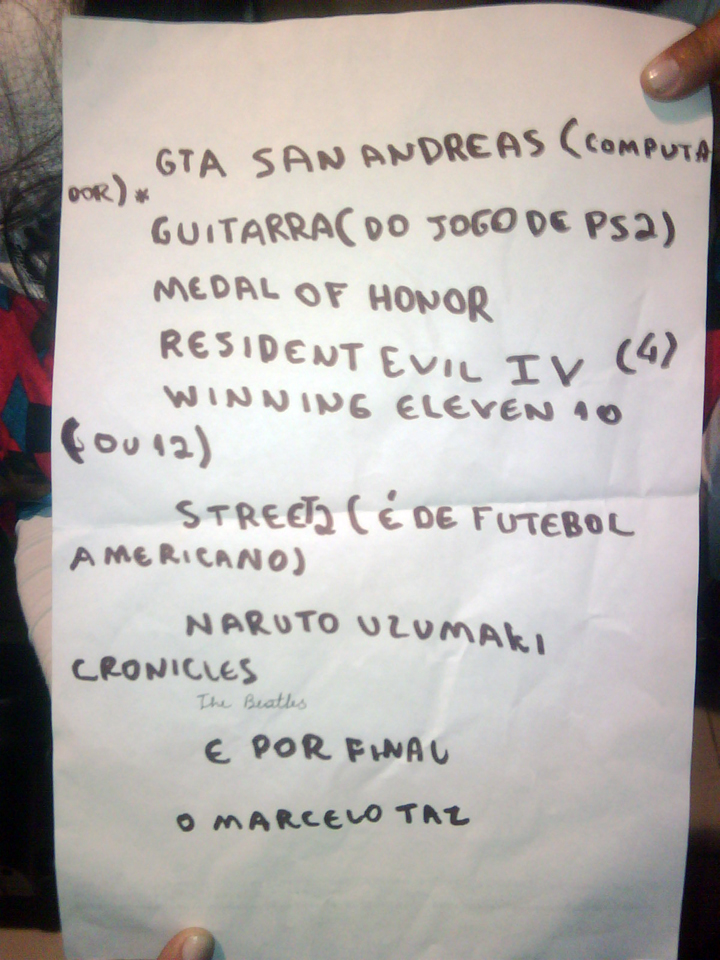 GTA SAN ANDREAS (COMPUTA
DOR)*
GUITARRA (DO JOGO DE PS2)
MEDAL OF HONOR
RESIDENT EVIL IV (4)
WINNING ELEVEN 10
(OU 12)
STREET2 (É DE FUTEBOL
AMERICANO)
NARUTO UZUMAKI
CRONICLES
The Beatles
E POR FINAL
O MARCELO TAZ